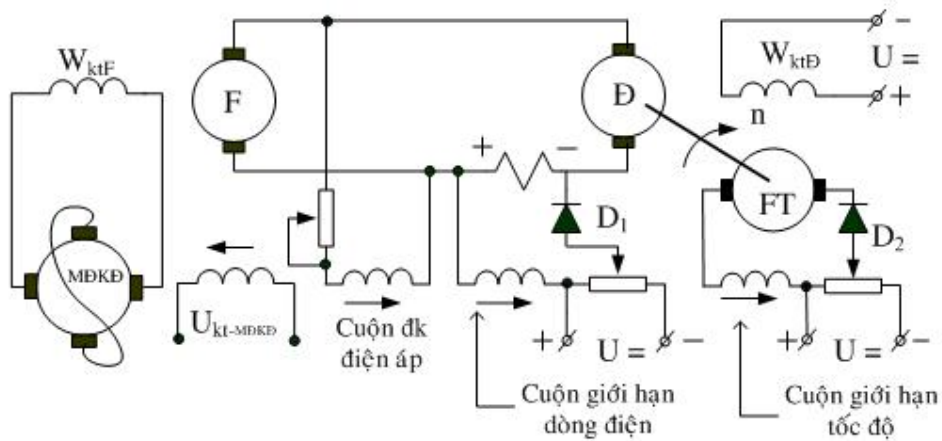 W_ktF
F
Đ
W_ktĐ
-
U =
+
n
+
-
FT
MĐKĐ
D₁
D₂
U_kt-MĐKĐ
Cuộn đk
điện áp
+
U =
-
+
U =
-
Cuộn giới hạn
dòng điện
Cuộn giới hạn
tốc độ